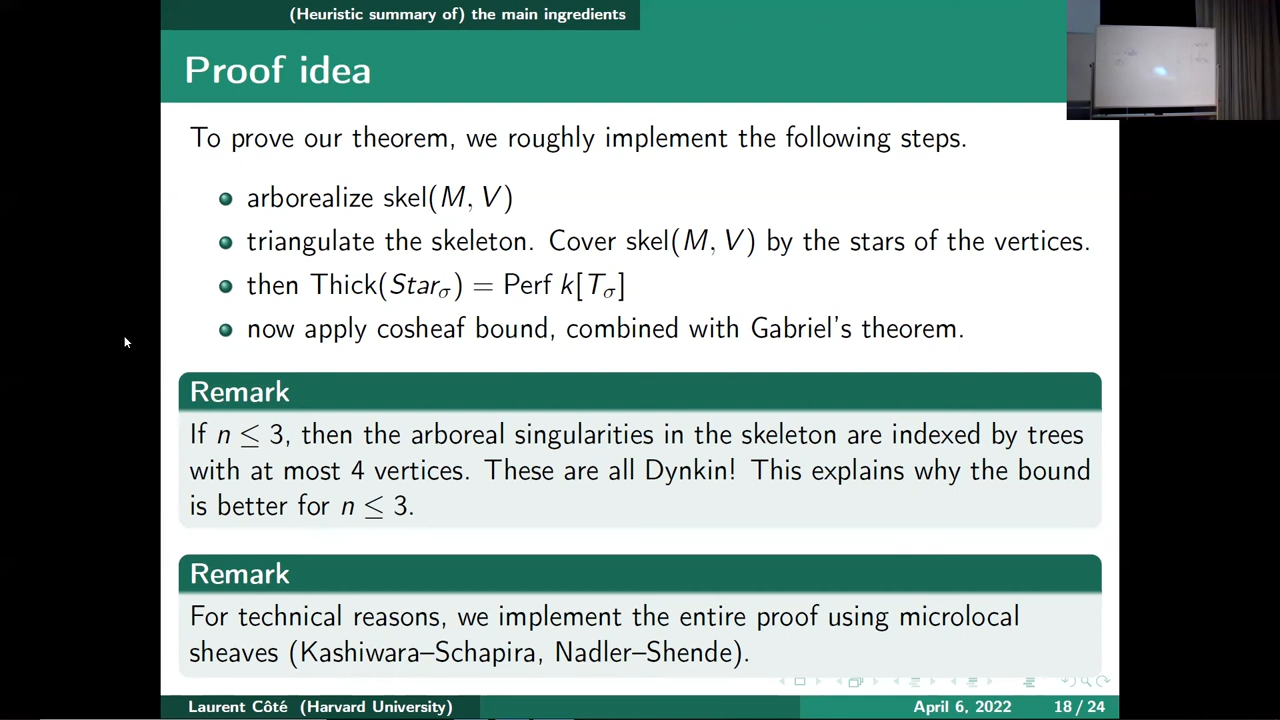 (Heuristic summary of) the main ingredients
Proof idea
To prove our theorem, we roughly implement the following steps.
arborealize skel(M, V)
triangulate the skeleton. Cover skel(M, V) by the stars of the vertices.
then Thick(Star_σ) = Perf k[T_σ]
now apply cosheaf bound, combined with Gabriel's theorem.
Remark
If n ≤ 3, then the arboreal singularities in the skeleton are indexed by trees
with at most 4 vertices. These are all Dynkin! This explains why the bound
is better for n ≤ 3.
Remark
For technical reasons, we implement the entire proof using microlocal
sheaves (Kashiwara–Schapira, Nadler–Shende).
Laurent Côté (Harvard University)
April 6, 2022
18 / 24